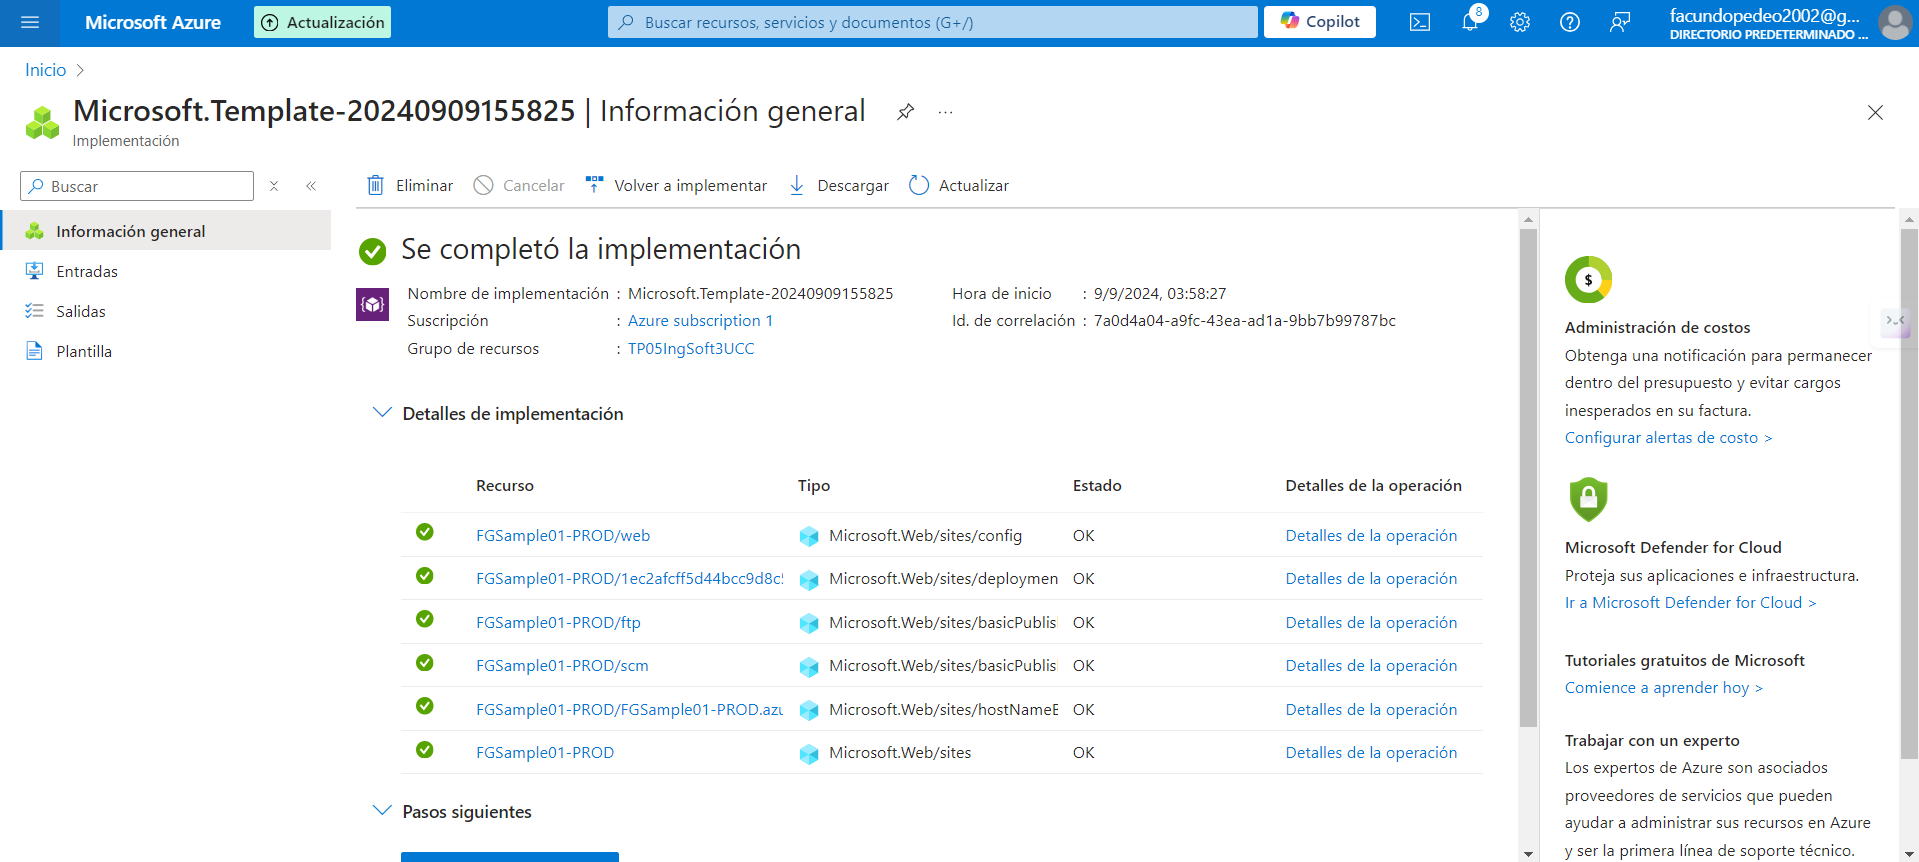 Microsoft Azure
Actualización
Buscar recursos, servicios y documentos (G+/)
Copilot
8
facundopedeo2002@g...
DIRECTORIO PREDETERMINADO ...
Inicio
Microsoft.Template-20240909155825 | Información general
Implementación
Buscar
Información general
Entradas
Salidas
Plantilla
Eliminar
Cancelar
Volver a implementar
Descargar
Actualizar
Se completó la implementación
Nombre de implementación : Microsoft.Template-20240909155825
Suscripción : Azure subscription 1
Grupo de recursos : TP05IngSoft3UCC
Hora de inicio : 9/9/2024, 03:58:27
Id. de correlación : 7a0d4a04-a9fc-43ea-ad1a-9bb7b99787bc
Detalles de implementación
Recurso Tipo Estado Detalles de la operación
FGSample01-PROD/web Microsoft.Web/sites/config OK Detalles de la operación
FGSample01-PROD/1ec2afcff5d44bcc9d8c5 Microsoft.Web/sites/deploymen OK Detalles de la operación
FGSample01-PROD/ftp Microsoft.Web/sites/basicPublis OK Detalles de la operación
FGSample01-PROD/scm Microsoft.Web/sites/basicPublis OK Detalles de la operación
FGSample01-PROD/FGSample01-PROD.azu Microsoft.Web/sites/hostNameB OK Detalles de la operación
FGSample01-PROD Microsoft.Web/sites OK Detalles de la operación
Pasos siguientes
$
Administración de costos
Obtenga una notificación para permanecer
dentro del presupuesto y evitar cargos
inesperados en su factura.
Configurar alertas de costo >
Microsoft Defender for Cloud
Proteja sus aplicaciones e infraestructura.
Ir a Microsoft Defender for Cloud >
Tutoriales gratuitos de Microsoft
Comience a aprender hoy >
Trabajar con un experto
Los expertos de Azure son asociados
proveedores de servicios que pueden
ayudar a administrar sus recursos en Azure
y ser la primera línea de soporte técnico.